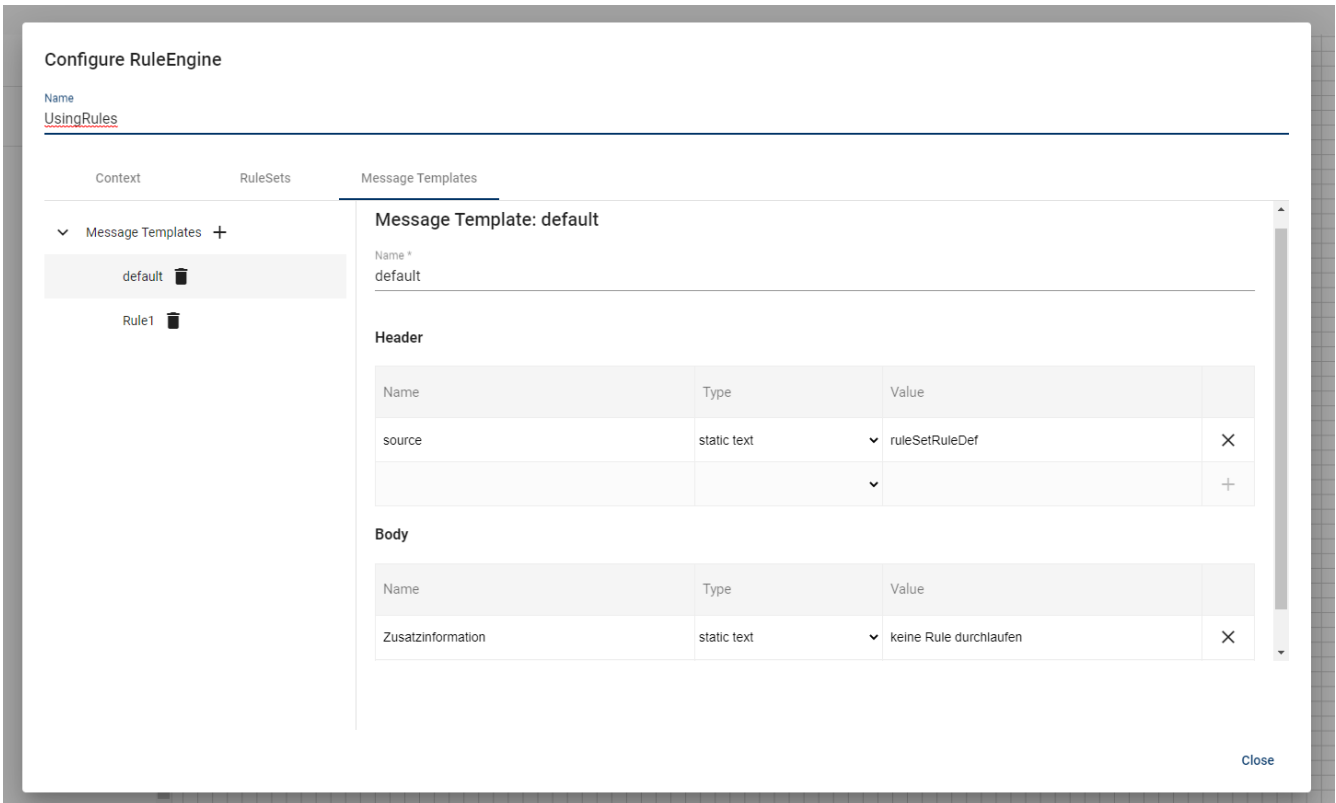 Configure RuleEngine
Name
UsingRules
Context RuleSets Message Templates
Message Templates
default
Rule1
Message Template: default
Name *
default
Header
Name Type Value
source static text ruleSetRuleDef
Body
Name Type Value
Zusatzinformation static text keine Rule durchlaufen
Close